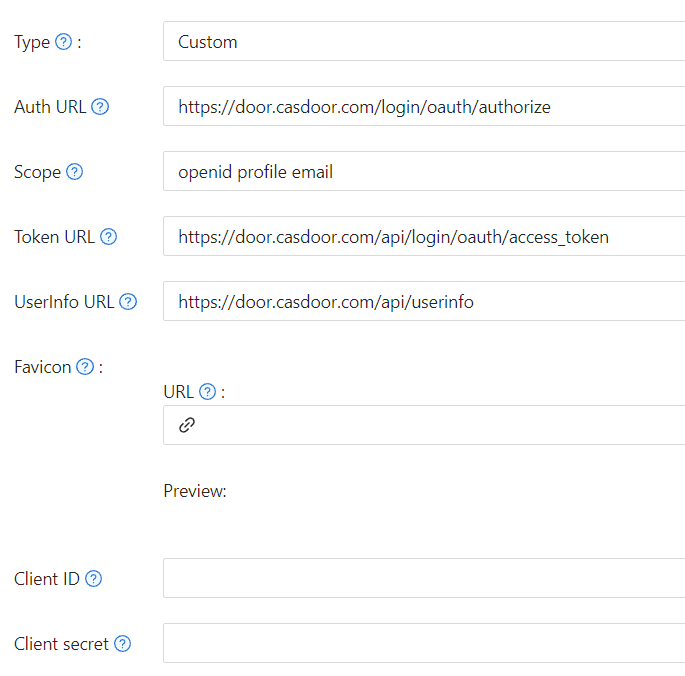 Type ? : Custom
Auth URL ? https://door.casdoor.com/login/oauth/authorize
Scope ? openid profile email
Token URL ? https://door.casdoor.com/api/login/oauth/access_token
UserInfo URL ? https://door.casdoor.com/api/userinfo
Favicon ? :
URL ? :
Preview:
Client ID ?
Client secret ?